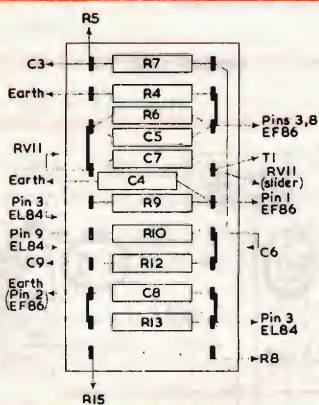 R5
C3
R7
Earth
R4
R6
Pins 3,8
EF86
C5
RV11
C7
T1
RV11
(slider)
Earth
C4
Pin 3
EL84
R9
Pin 1
EF86
Pin 9
EL84
R10
C6
C9
R12
Earth
(Pin 2
EF86)
C8
R13
Pin 3
EL84
R8
R15